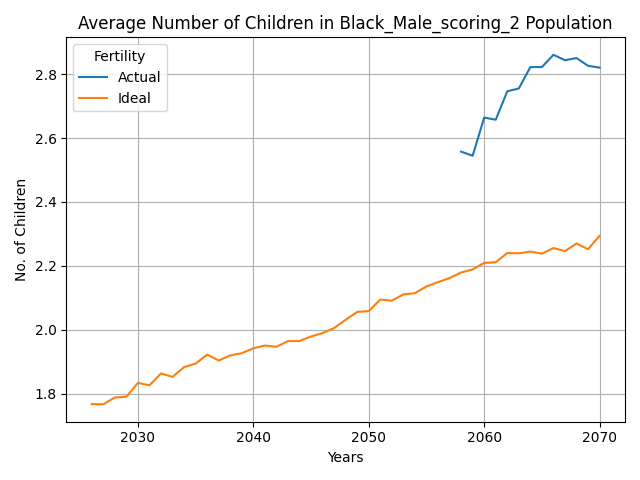 Average Number of Children in Black_Male_scoring_2 Population
Fertility
Actual
Ideal
No. of Children
2.8
2.6
2.4
2.2
2.0
1.8
2030 2040 2050 2060 2070
Years